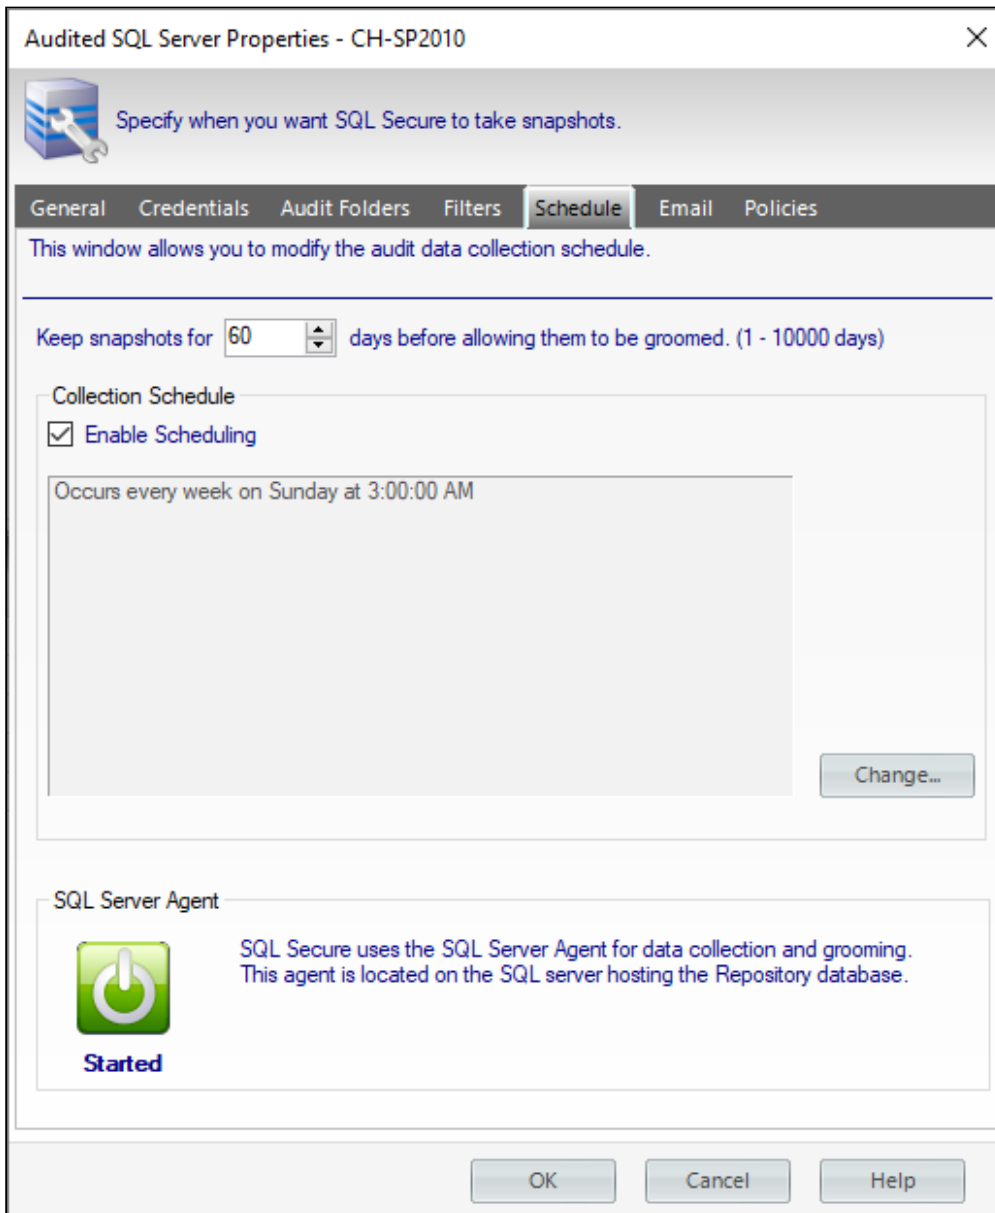 Audited SQL Server Properties - CH-SP2010
Specify when you want SQL Secure to take snapshots.
General Credentials Audit Folders Filters Schedule Email Policies
This window allows you to modify the audit data collection schedule.
Keep snapshots for 60 days before allowing them to be groomed. (1 - 10000 days)
Collection Schedule
Enable Scheduling
Occurs every week on Sunday at 3:00:00 AM
Change...
SQL Server Agent
SQL Secure uses the SQL Server Agent for data collection and grooming.
This agent is located on the SQL server hosting the Repository database.
Started
OK Cancel Help